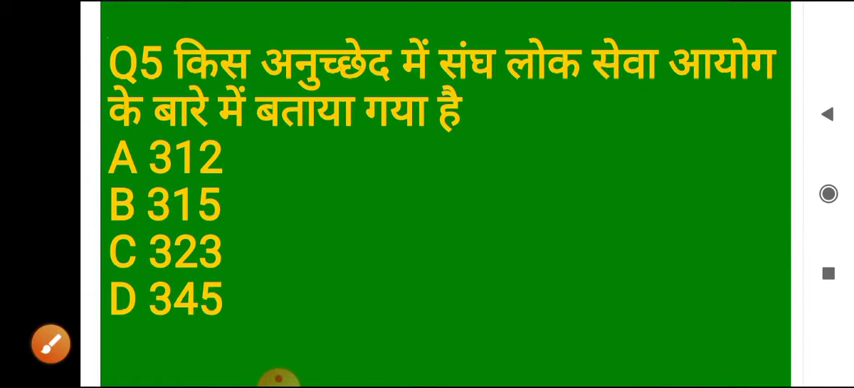 Q5 किस अनुच्छेद में संघ लोक सेवा आयोग
के बारे में बताया गया है
A 312
B 315
C 323
D 345